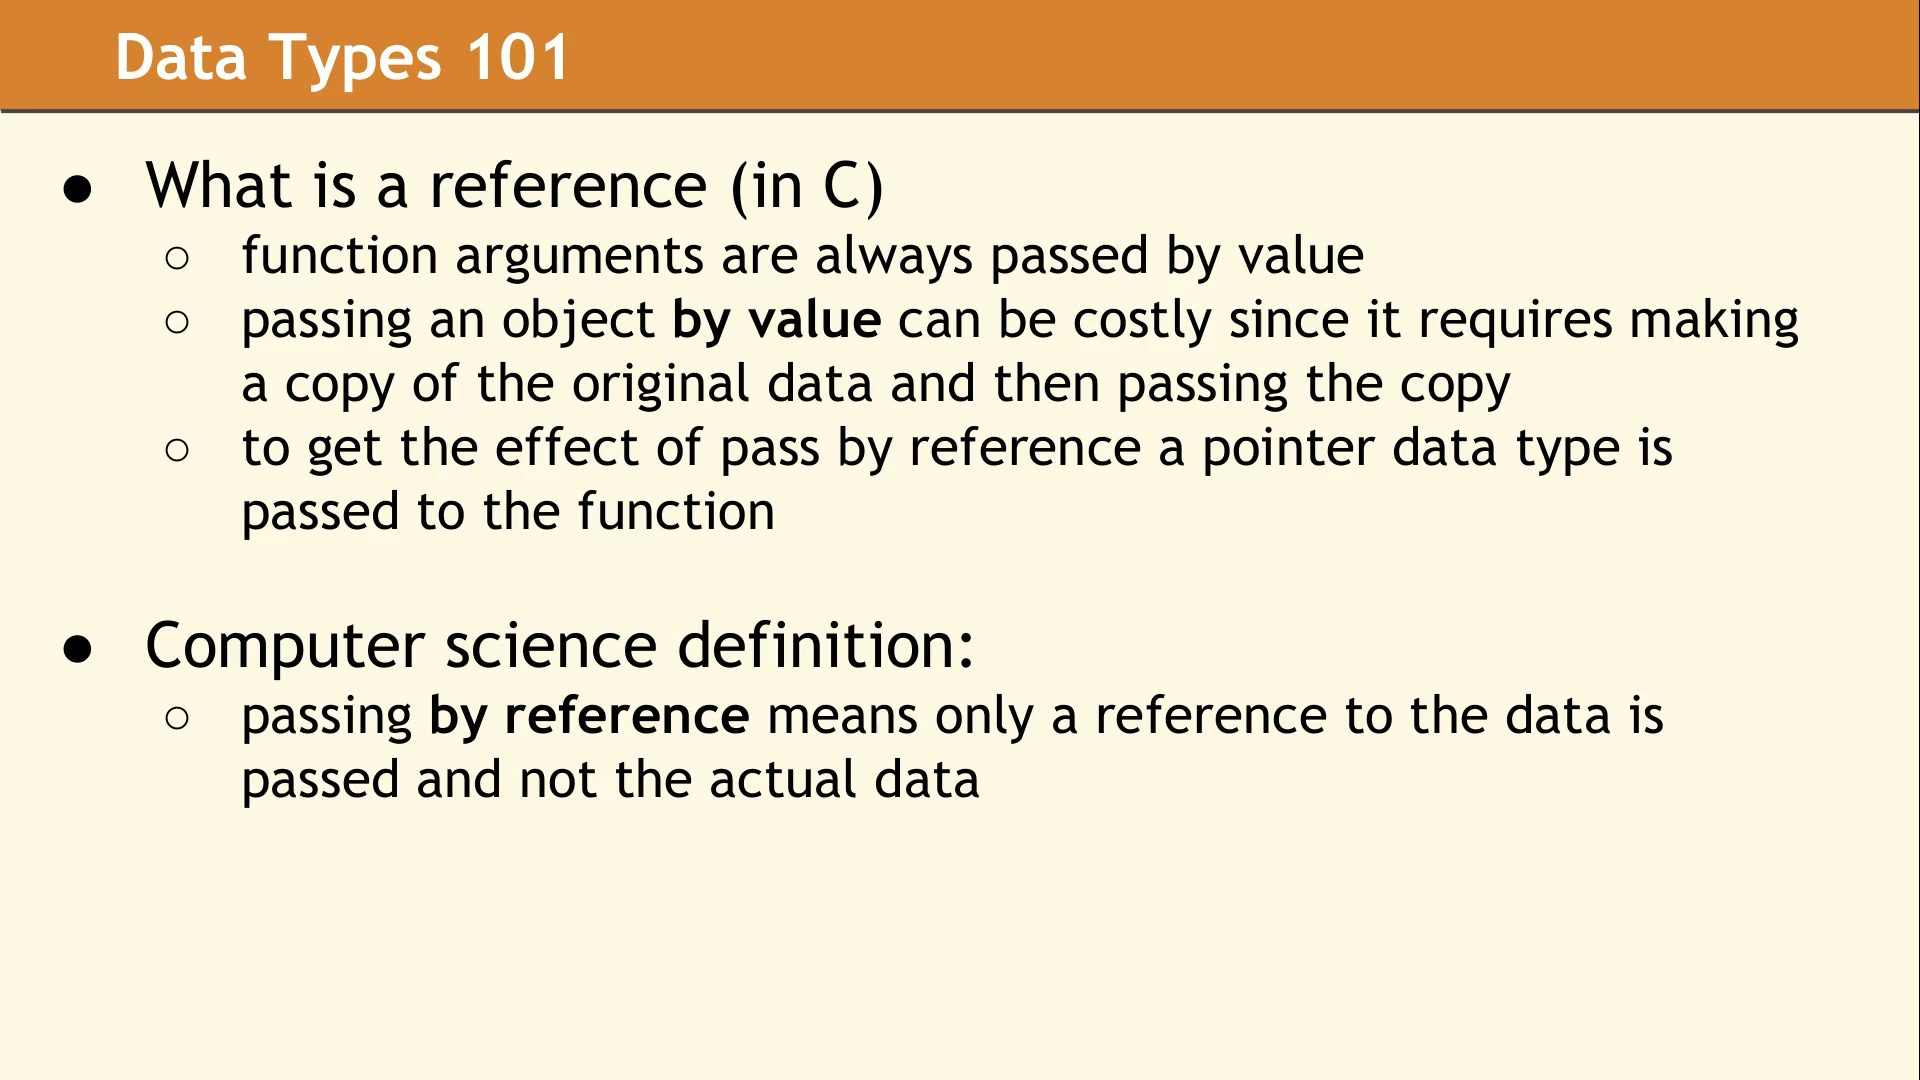 Data Types 101
● What is a reference (in C)
○ function arguments are always passed by value
○ passing an object by value can be costly since it requires making
a copy of the original data and then passing the copy
○ to get the effect of pass by reference a pointer data type is
passed to the function
● Computer science definition:
○ passing by reference means only a reference to the data is
passed and not the actual data